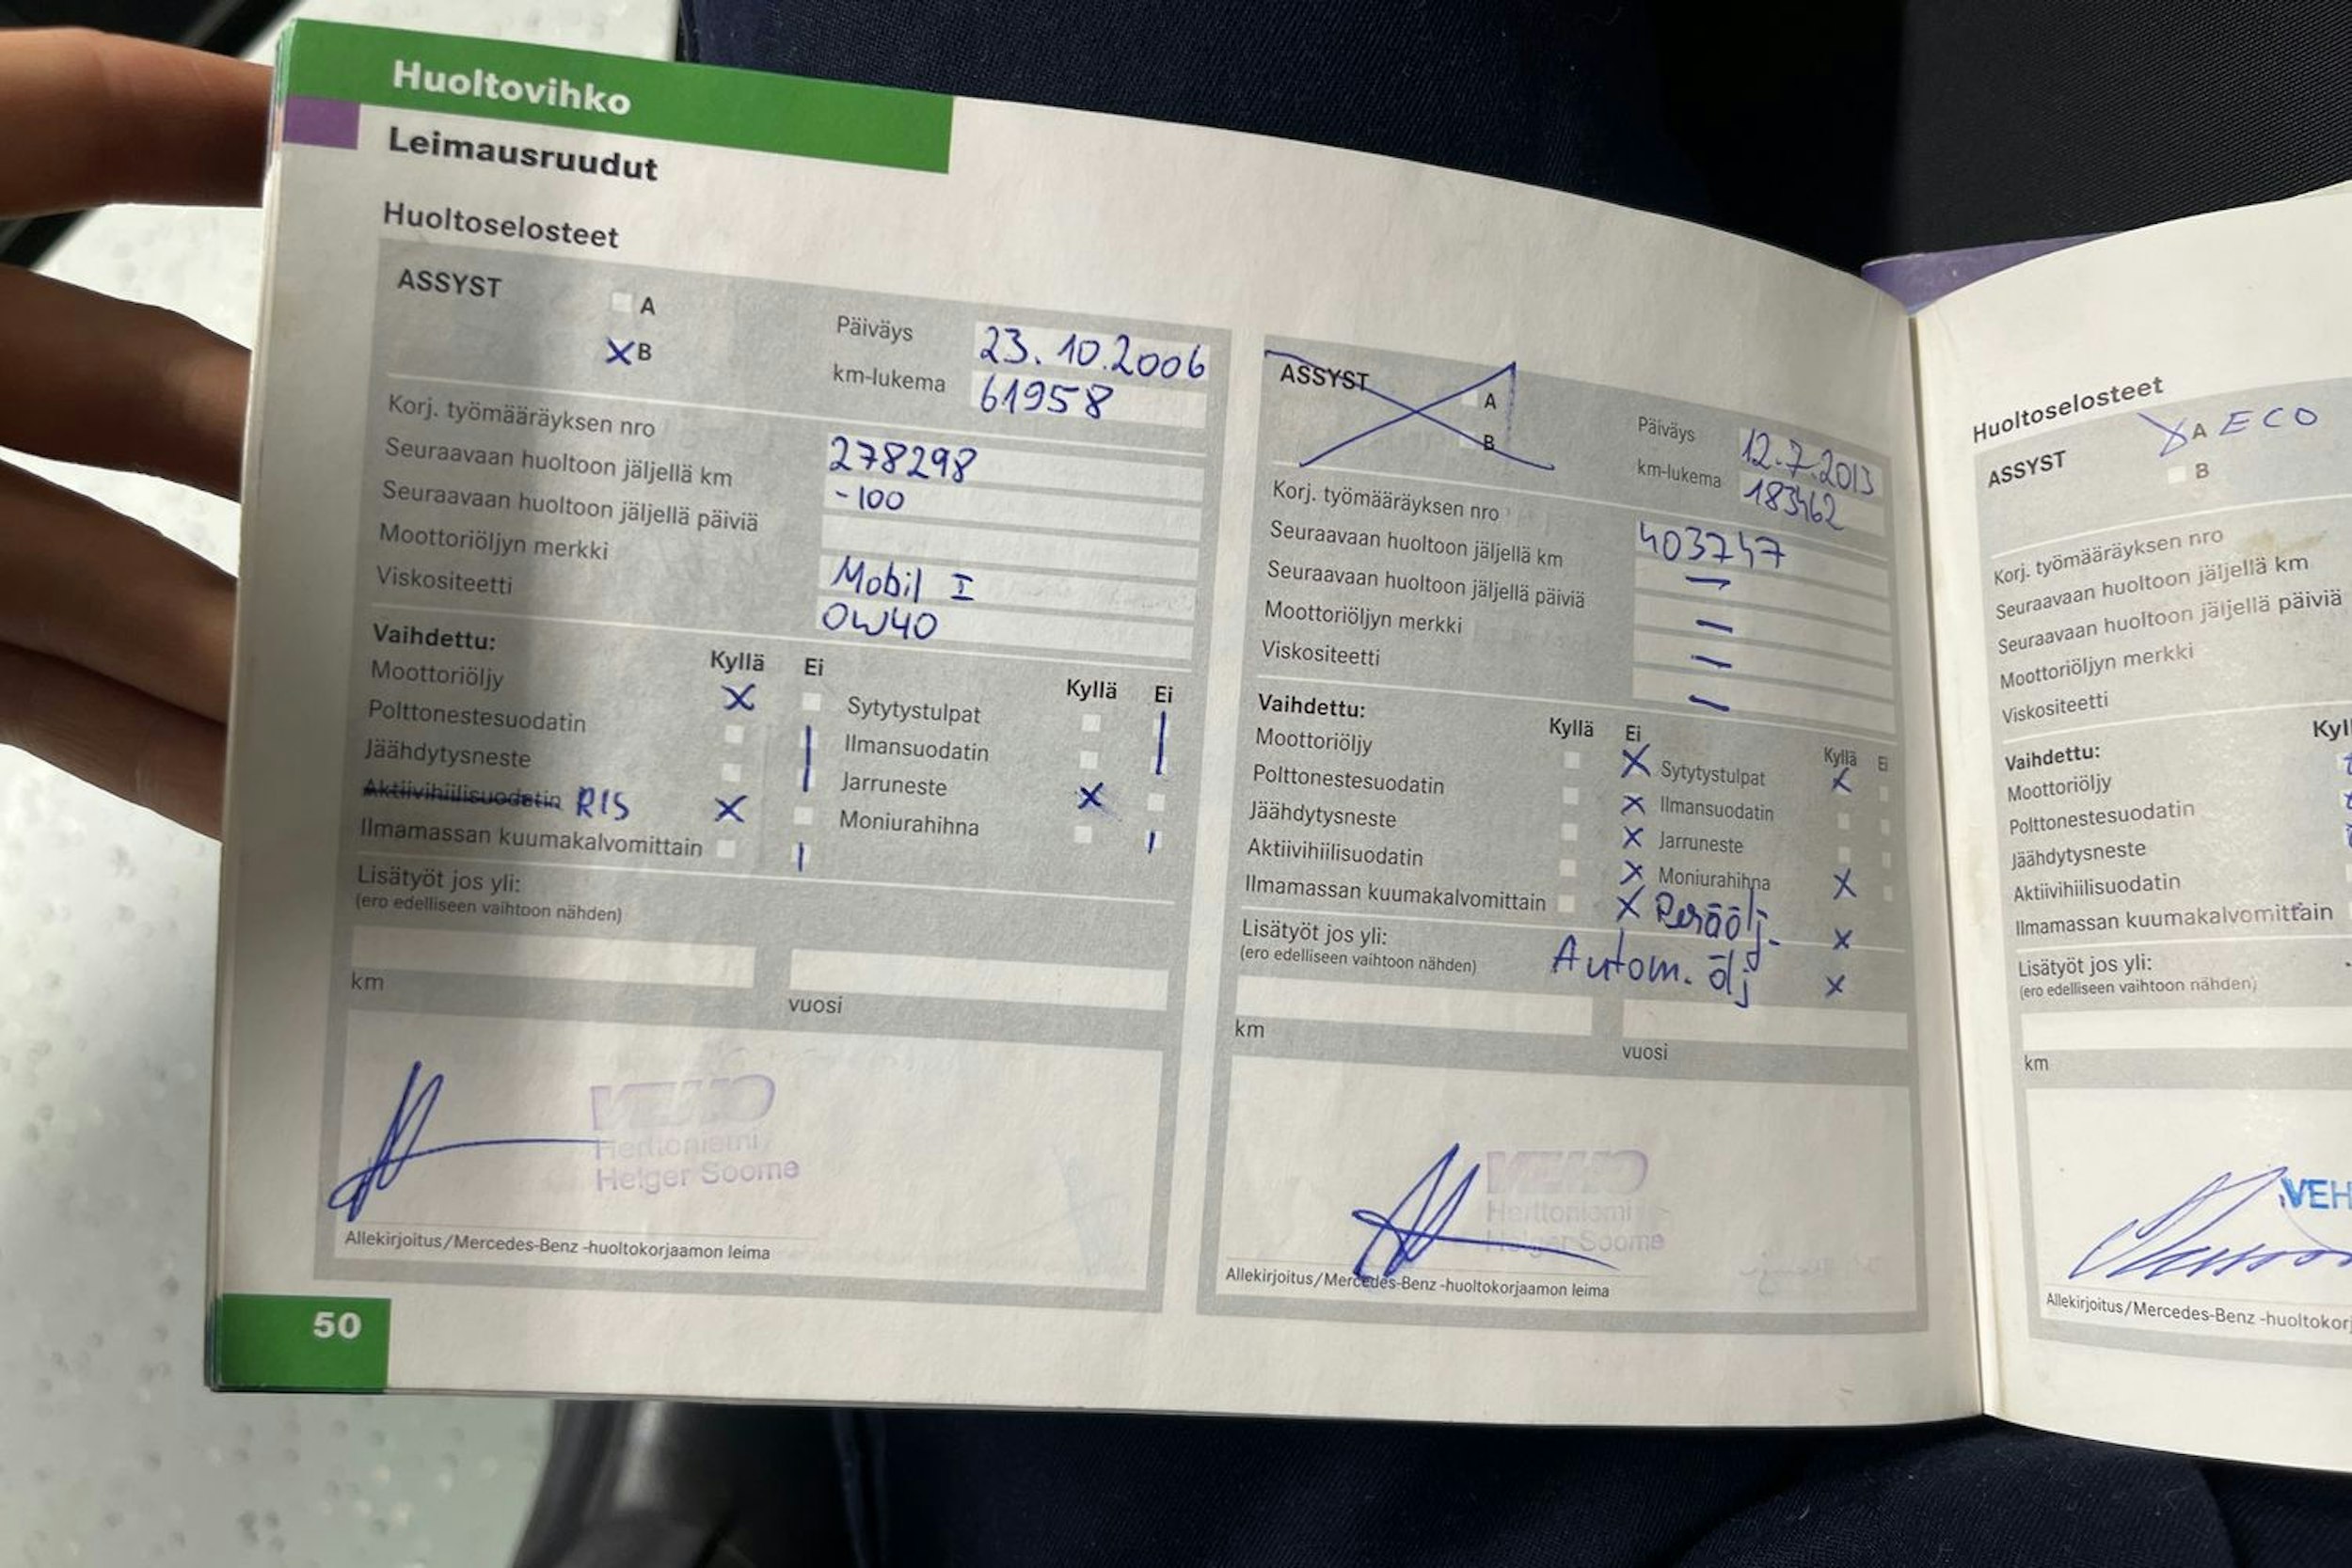 Huoltovihko
Leimausruudut
Huoltoselosteet
ASSYST
A
X B
Päiväys 23.10.2006
km-lukema 61958
Korj. työmääräyksen nro 278298
Seuraavaan huoltoon jäljellä km -100
Seuraavaan huoltoon jäljellä päiviä
Moottoriöljyn merkki Mobil I
Viskositeetti 0W40
Vaihdettu: Kyllä Ei Kyllä Ei
Moottoriöljy X Sytytystulpat
Polttonestesuodatin Ilmansuodatin
Jäähdytysneste Jarruneste X
Aktiivihiilisuodatin RIS X Moniurahihna
Ilmamassan kuumakalvomittain
Lisätyöt jos yli:
(ero edelliseen vaihtoon nähden)
km vuosi
VEHO
Herttoniemi
Helger Soome
Allekirjoitus/Mercedes-Benz -huoltokorjaamon leima
50
ASSYST
A
B
Päiväys 12.7.2013
km-lukema 183462
Korj. työmääräyksen nro 403747
Seuraavaan huoltoon jäljellä km –
Seuraavaan huoltoon jäljellä päiviä –
Moottoriöljyn merkki –
Viskositeetti –
Vaihdettu: Kyllä Ei Kyllä Ei
Moottoriöljy X Sytytystulpat X
Polttonestesuodatin X Ilmansuodatin
Jäähdytysneste X Jarruneste
Aktiivihiilisuodatin X Moniurahihna X
Ilmamassan kuumakalvomittain X Peräölj. X
Lisätyöt jos yli: Autom. ölj X
(ero edelliseen vaihtoon nähden)
km vuosi
VEHO
Herttoniemi
Helger Soome
Allekirjoitus/Mercedes-Benz -huoltokorjaamon leima
Huoltoselosteet
ASSYST
X A ECO
B
Korj. työmääräyksen nro
Seuraavaan huoltoon jäljellä km
Seuraavaan huoltoon jäljellä päiviä
Moottoriöljyn merkki
Viskositeetti
Vaihdettu: Kyl
Moottoriöljy
Polttonestesuodatin
Jäähdytysneste
Aktiivihiilisuodatin
Ilmamassan kuumakalvomittain
Lisätyöt jos yli:
(ero edelliseen vaihtoon nähden)
km
VEH
Allekirjoitus/Mercedes-Benz -huoltokorj